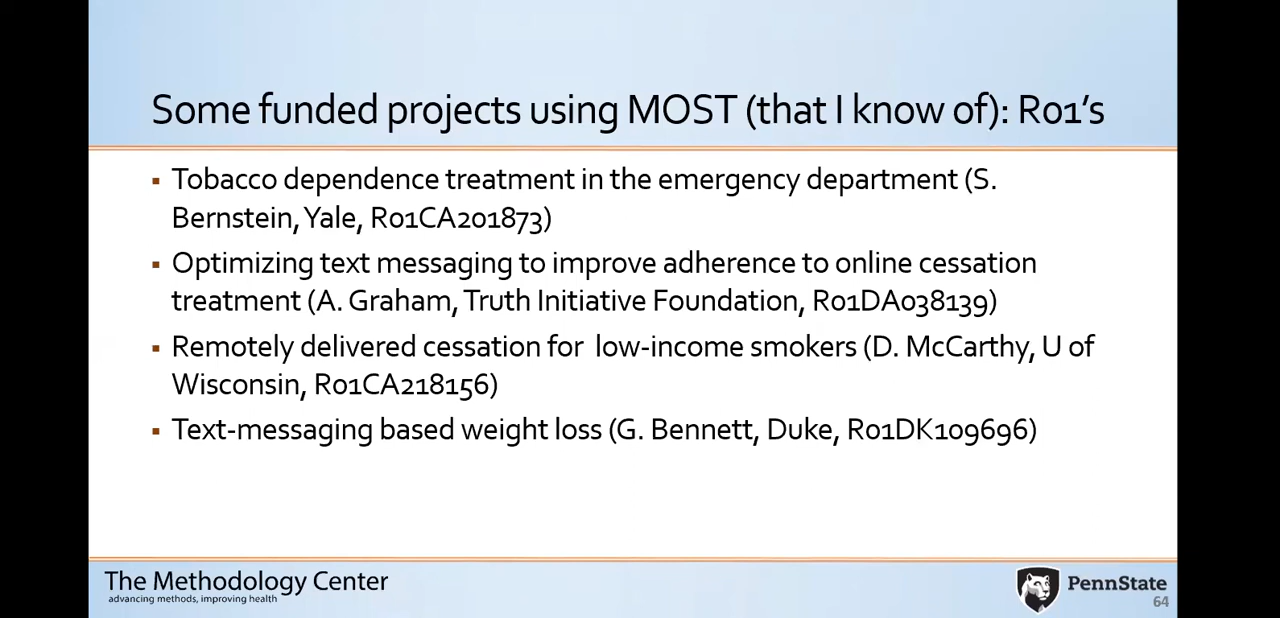 Some funded projects using MOST (that I know of): R01's
▪ Tobacco dependence treatment in the emergency department (S.
Bernstein, Yale, R01CA201873)
▪ Optimizing text messaging to improve adherence to online cessation
treatment (A. Graham, Truth Initiative Foundation, R01DA038139)
▪ Remotely delivered cessation for low-income smokers (D. McCarthy, U of
Wisconsin, R01CA218156)
▪ Text-messaging based weight loss (G. Bennett, Duke, R01DK109696)
The Methodology Center
advancing methods, improving health
PennState
64